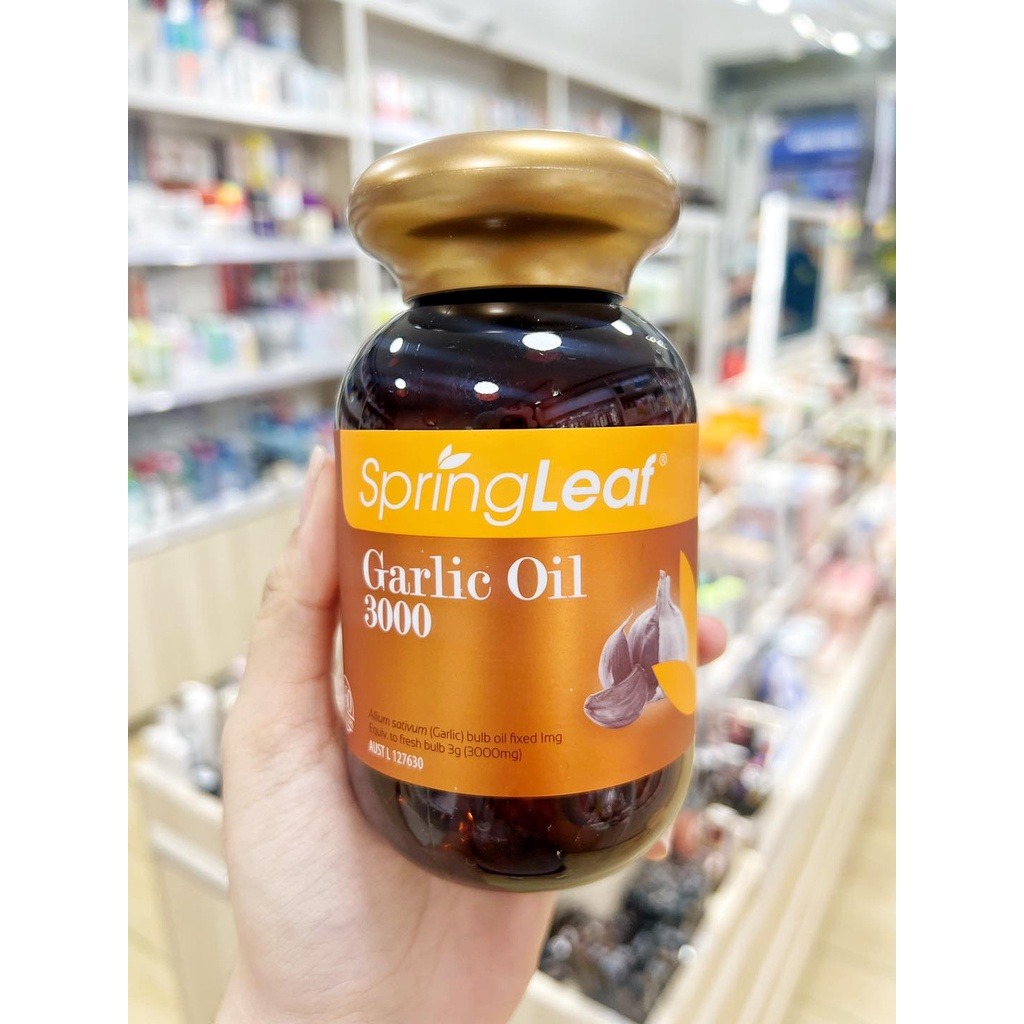 SpringLeaf®
Garlic Oil
3000
Allium sativum (Garlic) bulb oil fixed 1mg
Equiv. to fresh bulb 3g (3000mg)
AUST L 127630